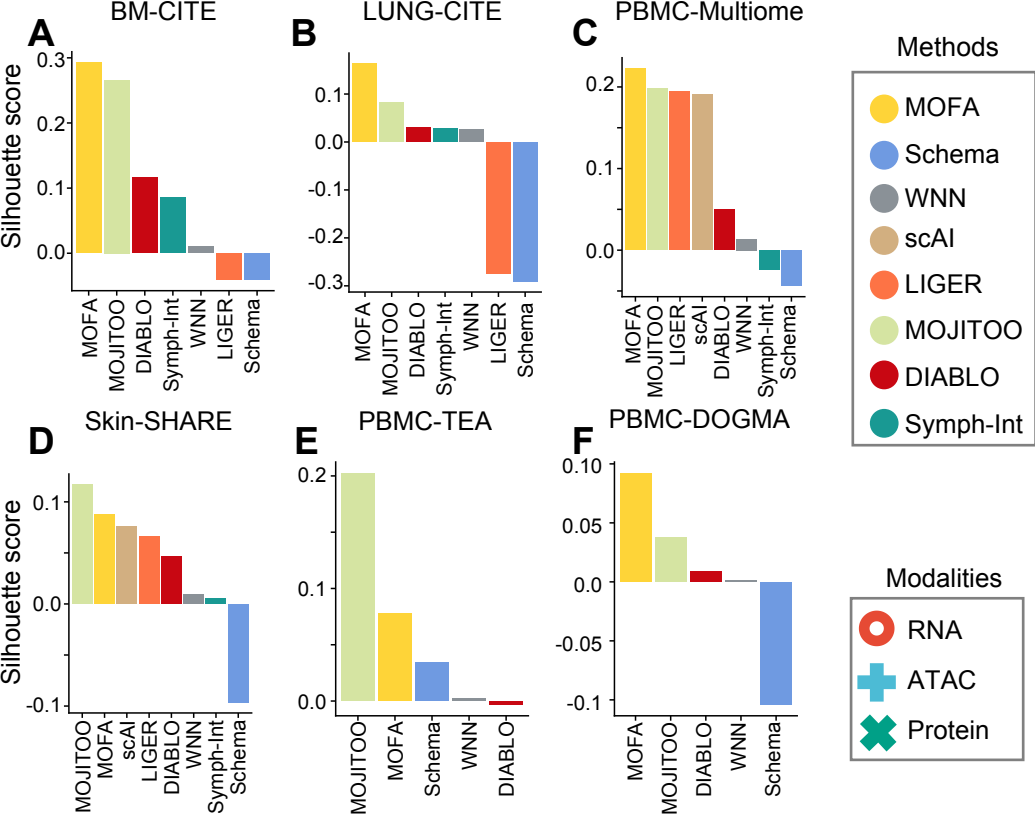 A
BM-CITE
Silhouette score
0.3
0.2
0.1
0.0
MOFA
MOJITOO
DIABLO
Symph-Int
WNN
LIGER
Schema
B
LUNG-CITE
0.1
0.0
-0.1
-0.2
-0.3
MOFA
MOJITOO
DIABLO
Symph-Int
WNN
LIGER
Schema
C
PBMC-Multiome
0.2
0.1
0.0
MOFA
MOJITOO
LIGER
scAI
DIABLO
WNN
Symph-Int
Schema
Methods
MOFA
Schema
WNN
scAI
LIGER
MOJITOO
DIABLO
Symph-Int
D
Skin-SHARE
Silhouette score
0.1
0.0
-0.1
MOJITOO
MOFA
scAI
LIGER
DIABLO
WNN
Symph-Int
Schema
E
PBMC-TEA
0.2
0.1
0.0
MOJITOO
MOFA
Schema
WNN
DIABLO
F
PBMC-DOGMA
0.10
0.05
0.0
-0.05
-0.1
MOFA
MOJITOO
DIABLO
WNN
Schema
Modalities
RNA
ATAC
Protein